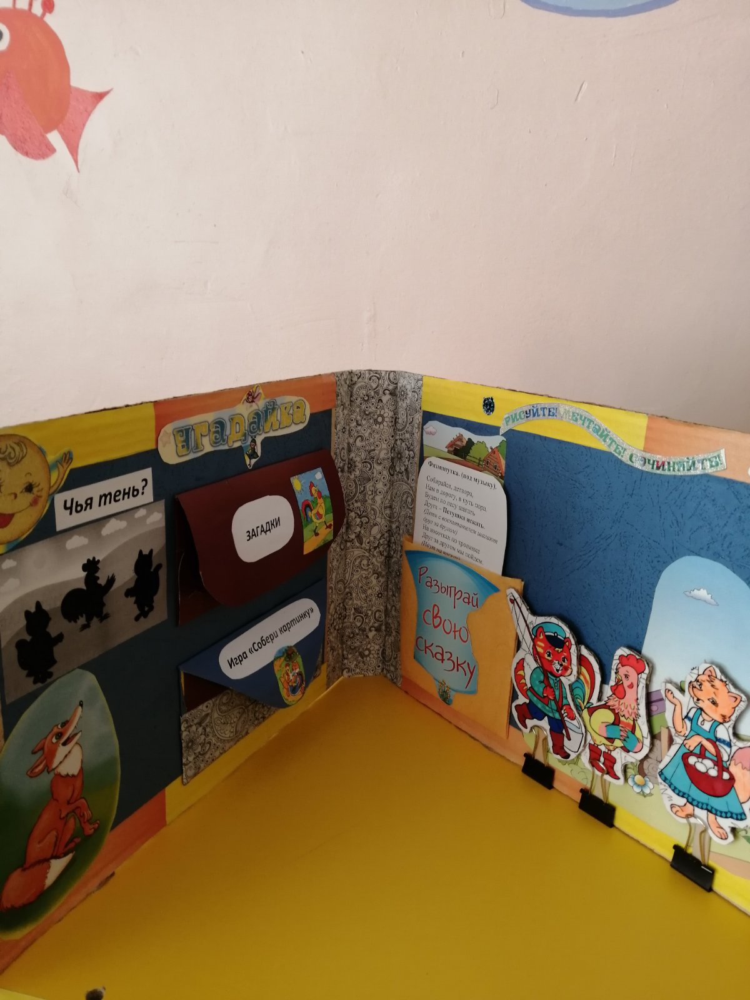 Угадайка
Чья тень?
ЗАГАДКИ
Игра «Собери картинку»
РИСУЙТЕ! МЕЧТАЙТЕ! СОЧИНЯЙТЕ!
Физминутка. (под музыку).
Собирайся, детвора,
Нам в дорогу, в путь пора.
Будем по лесу шагать
Друга – Петушка искать.
(Дети с воспитателем шагают
друг за другом)
На носочках по тропинке
Друг за другом мы пойдем.
(Идут на носках)
Разыграй
свою
сказку